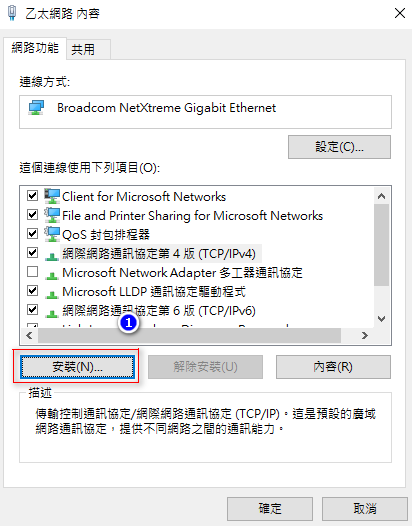 乙太網路 內容
網路功能 共用
連線方式:
Broadcom NetXtreme Gigabit Ethernet
設定(C)...
這個連線使用下列項目(O):
Client for Microsoft Networks
File and Printer Sharing for Microsoft Networks
QoS 封包排程器
網際網路通訊協定第 4 版 (TCP/IPv4)
Microsoft Network Adapter 多工器通訊協定
Microsoft LLDP 通訊協定驅動程式
網際網路通訊協定第 6 版 (TCP/IPv6)
1
安裝(N)... 解除安裝(U) 內容(R)
描述
傳輸控制通訊協定/網際網路通訊協定 (TCP/IP)。這是預設的廣域
網路通訊協定，提供不同網路之間的通訊能力。
確定 取消